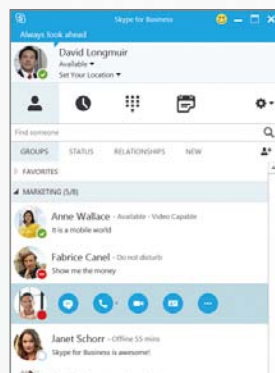 Skype for Business
Always look ahead
David Longmuir
Available
Set Your Location
Find someone
GROUPS STATUS RELATIONSHIPS NEW
FAVORITES
MARKETING (5/8)
Anne Wallace - Available - Video Capable
It is a mobile world
Fabrice Canel - Do not disturb
Show me the money
Janet Schorr - Offline 55 mins
Skype for Business is awesome!